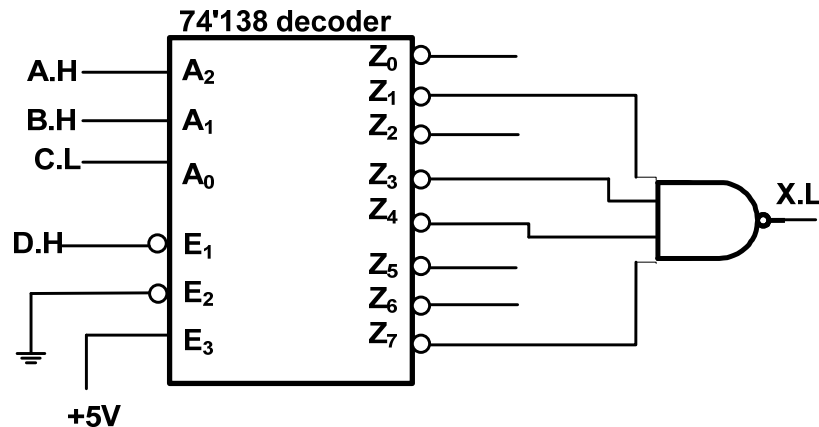 74'138 decoder
A.H
B.H
C.L
D.H
+5V
A2
A1
A0
E1
E2
E3
Z0
Z1
Z2
Z3
Z4
Z5
Z6
Z7
X.L